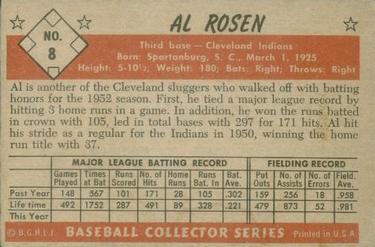 NO.
8
AL ROSEN
Third base — Cleveland Indians
Born: Spartanburg, S. C., March 1, 1925
Height: 5-10½; Weight: 180; Bats: Right; Throws: Right
Al is another of the Cleveland sluggers who walked off with batting
honors for the 1952 season. First, he tied a major league record by
hitting 3 home runs in a game. In addition, he won the runs batted
in crown with 105, led in total bases with 297 for 171 hits. Al hit
his stride as a regular for the Indians in 1950, winning the home
run title with 37.
MAJOR LEAGUE BATTING RECORD FIELDING RECORD
Games Played Times at Bat Runs Scored No. of Hits Home Runs Runs Bat. In Bat. Ave. Put Outs No. of Assists No. of Errors Field. Ave.
Past Year 148 567 101 171 28 105 .302 159 256 18 .958
Life time 492 1752 287 491 89 328 .221 479 873 52 .981
This Year
© B.G.H.L.I. BASEBALL COLLECTOR SERIES Printed in U.S.A.